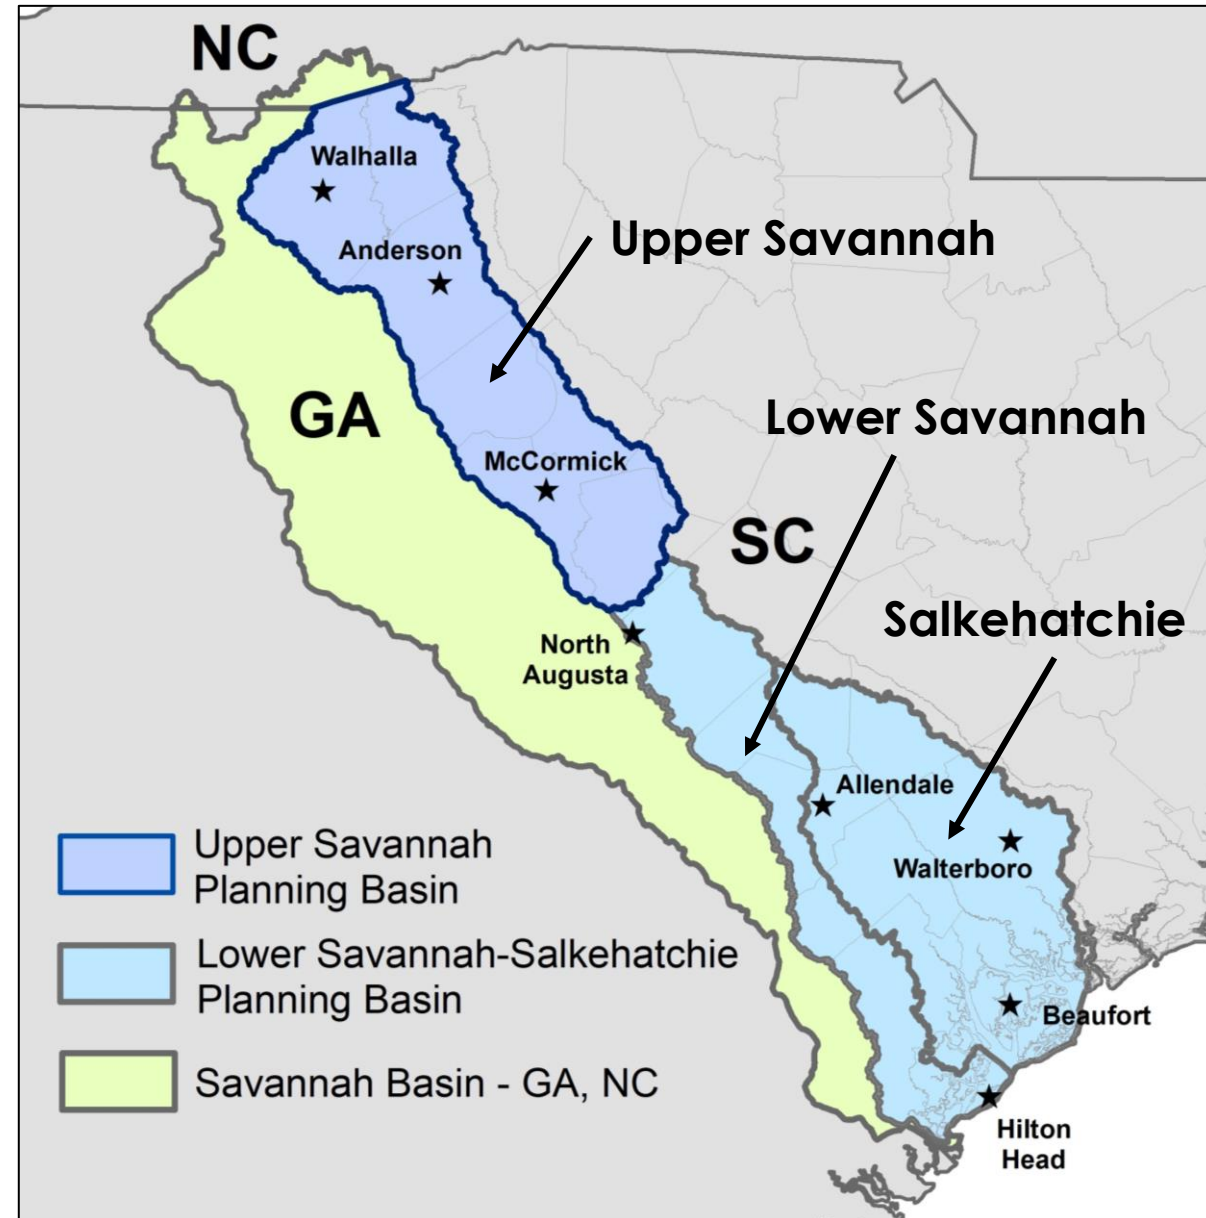 NC
Walhalla
Upper Savannah
Anderson
GA
Lower Savannah
McCormick
SC
Salkehatchie
North
Augusta
Allendale
Walterboro
Beaufort
Hilton
Head
Upper Savannah
Planning Basin
Lower Savannah-Salkehatchie
Planning Basin
Savannah Basin - GA, NC